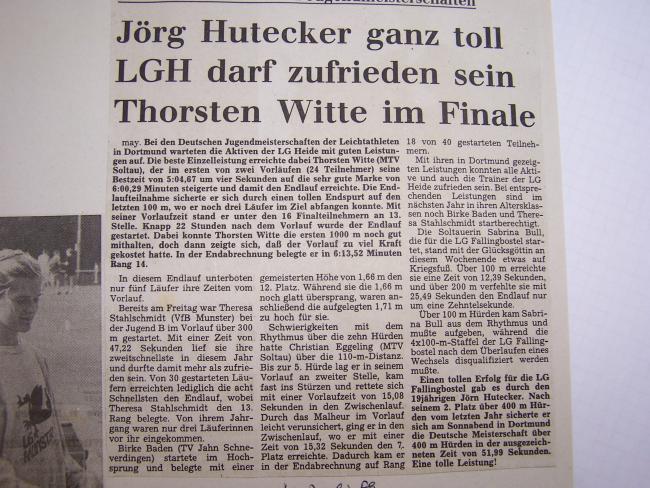 Jugendmeisterschaften
Jörg Hutecker ganz toll
LGH darf zufrieden sein
Thorsten Witte im Finale
may. Bei den Deutschen Jugendmeisterschaften der Leichtathleten
in Dortmund warteten die Aktiven der LG Heide mit guten Leistun-
gen auf. Die beste Einzelleistung erreichte dabei Thorsten Witte (MTV
Soltau), der im ersten von zwei Vorläufen (24 Teilnehmer) seine
Bestzeit von 5:04,67 um vier Sekunden auf die sehr gute Marke von
6:00,29 Minuten steigerte und damit den Endlauf erreichte. Die End-
laufteilnahme sicherte er sich durch einen tollen Endspurt auf den
letzten 100 m, wo er noch drei Läufer im Ziel abfangen konnte. Mit
seiner Vorlaufzeit stand er unter den 16 Finalteilnehmern an 13.
Stelle. Knapp 22 Stunden nach dem Vorlauf wurde der Endlauf
gestartet. Dabei konnte Thorsten Witte die ersten 1000 m noch gut
mithalten, doch dann zeigte sich, daß der Vorlauf zu viel Kraft
gekostet hatte. In der Endabrechnung belegte er in 6:13,52 Minuten
Rang 14.
In diesem Endlauf unterboten
nur fünf Läufer ihre Zeiten vom
Vorlauf.
Bereits am Freitag war Theresa
Stahlschmidt (VfB Munster) bei
der Jugend B im Vorlauf über 300
m gestartet. Mit einer Zeit von
47,22 Sekunden lief sie ihre
zweitschnellste in diesem Jahr
und durfte damit mehr als zufrie-
den sein. Von 30 gestarteten Läu-
fern erreichten lediglich die acht
Schnellsten den Endlauf, wobei
Theresa Stahlschmidt den 13.
Rang belegte. Von ihrem Jahr-
gang waren nur drei Läuferinnen
vor ihr eingekommen.
Birke Baden (TV Jahn Schne-
verdingen) startete im Hoch-
sprung und belegte mit einer
gemeisterten Höhe von 1,66 m den
12. Platz. Während sie die 1,66 m
noch glatt übersprang, waren an-
schließend die aufgelegten 1,71 m
zu hoch für sie.
Schwierigkeiten mit dem
Rhythmus über die zehn Hürden
hatte Christian Eggeling (MTV
Soltau) über die 110-m-Distanz.
Bis zur 5. Hürde lag er in seinem
Vorlauf an zweiter Stelle, kam
fast ins Stürzen und rettete sich
mit einer Vorlaufzeit von 15,08
Sekunden in den Zwischenlauf.
Durch das Malheur im Vorlauf
leicht verunsichert, ging er in den
Zwischenlauf, wo er mit einer
Zeit von 15,32 Sekunden den 7.
Platz erreichte. Dadurch kam er
in der Endabrechnung auf Rang
18 von 40 gestarteten Teilneh-
mern.
Mit ihren in Dortmund gezeig-
ten Leistungen konnten alle Akti-
ve und auch die Trainer der LG
Heide zufrieden sein. Bei entspre-
chenden Leistungen sind im
nächsten Jahr in ihren Altersklas-
sen noch Birke Baden und There-
sa Stahlschmidt startberechtigt.
Die Soltauerin Sabrina Bull,
die für die LG Fallingbostel star-
tet, stand mit der Glücksgöttin an
diesem Wochenende etwas auf
Kriegsfuß. Über 100 m erreichte
sie eine Zeit von 12,39 Sekunden,
und über 200 m verfehlte sie mit
25,49 Sekunden den Endlauf nur
um eine Zehntelsekunde.
Über 100 m Hürden kam Sabri-
na Bull aus dem Rhythmus und
mußte aufgeben, während die
4x100-m-Staffel der LG Falling-
bostel nach dem Überlaufen eines
Wechsels disqualifiziert werden
mußte.
Einen tollen Erfolg für die LG
Fallingbostel gab es durch den
19jährigen Jörn Hutecker. Nach
seinem 2. Platz über 400 m Hür-
den vom letzten Jahr sicherte er
sich am Sonnabend in Dortmund
die Deutsche Meisterschaft über
400 m Hürden in der ausgezeich-
neten Zeit von 51,99 Sekunden.
Eine tolle Leistung!